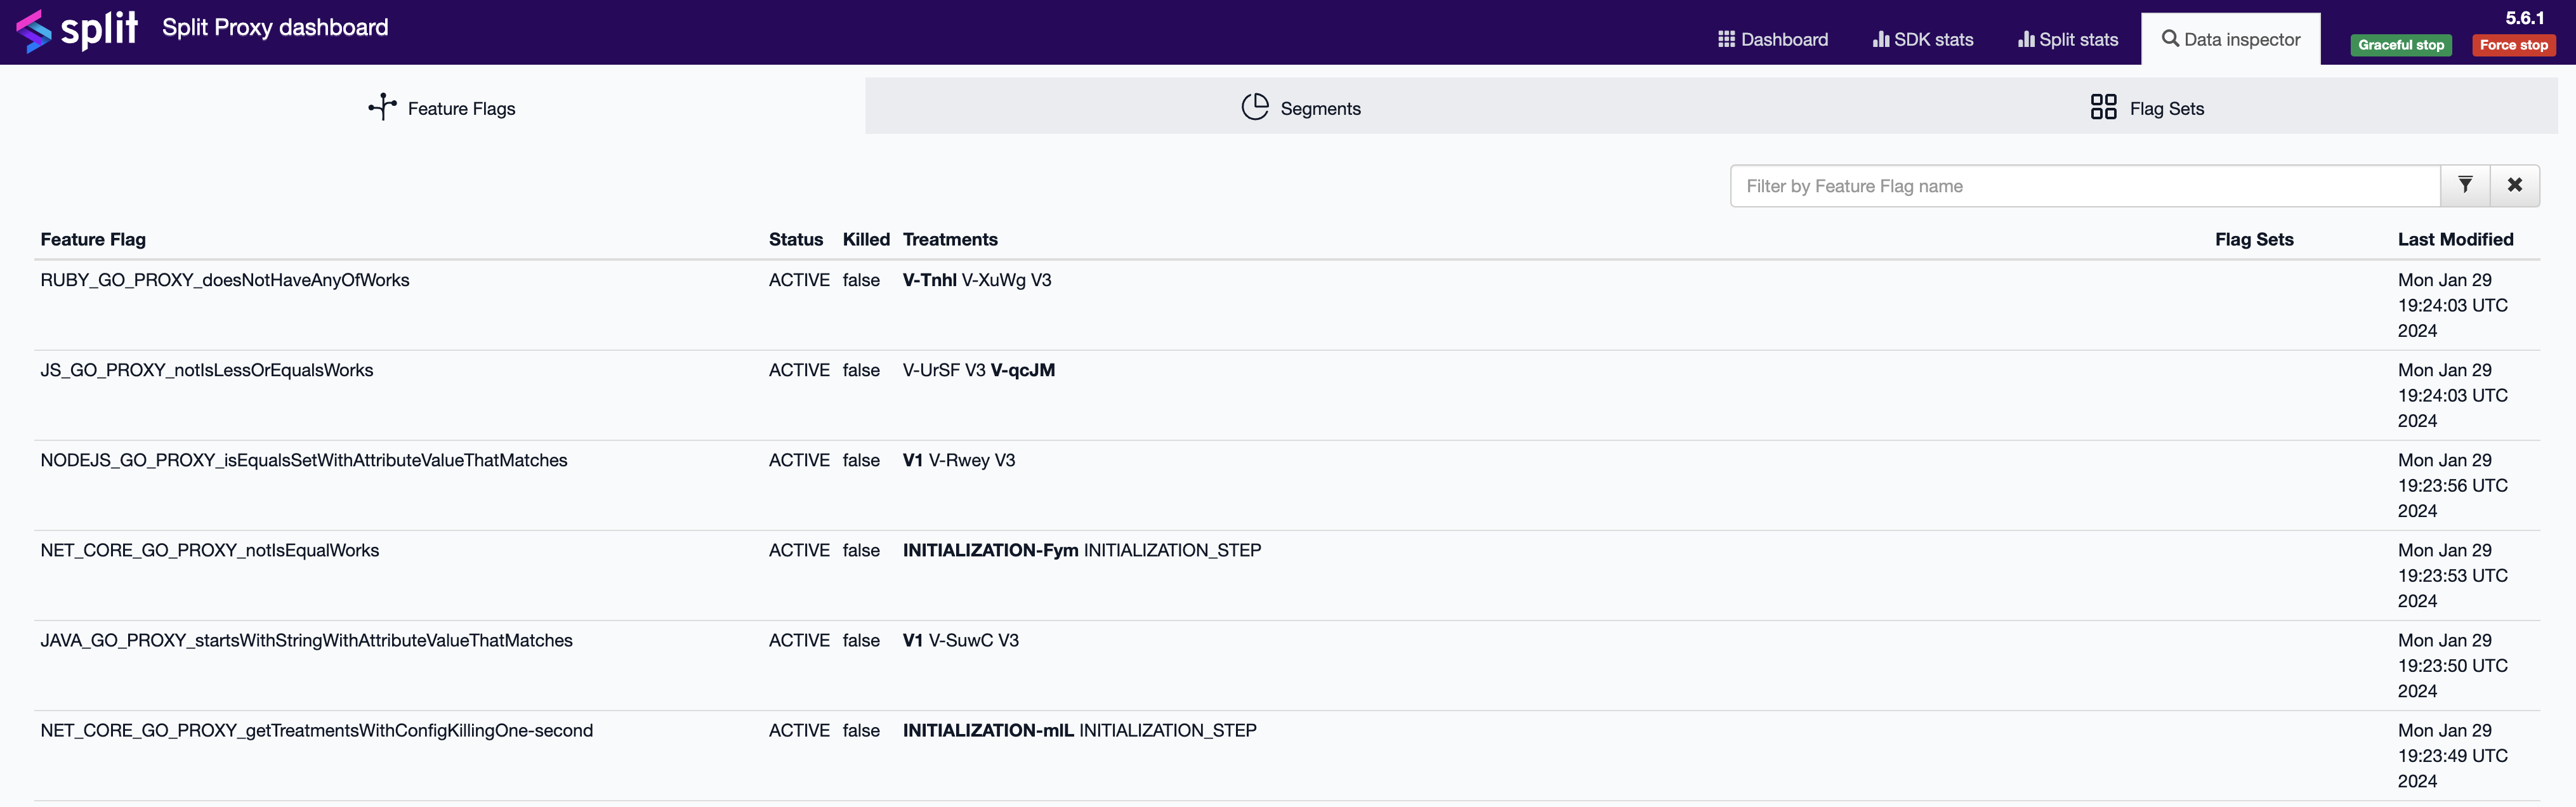 split Split Proxy dashboard
Dashboard SDK stats Split stats Data inspector
5.6.1
Graceful stop Force stop
Feature Flags Segments Flag Sets
Filter by Feature Flag name
Feature Flag Status Killed Treatments Flag Sets Last Modified
RUBY_GO_PROXY_doesNotHaveAnyOfWorks ACTIVE false V-Tnhl V-XuWg V3 Mon Jan 29
19:24:03 UTC
2024
JS_GO_PROXY_notIsLessOrEqualsWorks ACTIVE false V-UrSF V3 V-qcJM Mon Jan 29
19:24:03 UTC
2024
NODEJS_GO_PROXY_isEqualsSetWithAttributeValueThatMatches ACTIVE false V1 V-Rwey V3 Mon Jan 29
19:23:56 UTC
2024
NET_CORE_GO_PROXY_notIsEqualWorks ACTIVE false INITIALIZATION-Fym INITIALIZATION_STEP Mon Jan 29
19:23:53 UTC
2024
JAVA_GO_PROXY_startsWithStringWithAttributeValueThatMatches ACTIVE false V1 V-SuwC V3 Mon Jan 29
19:23:50 UTC
2024
NET_CORE_GO_PROXY_getTreatmentsWithConfigKillingOne-second ACTIVE false INITIALIZATION-mlL INITIALIZATION_STEP Mon Jan 29
19:23:49 UTC
2024